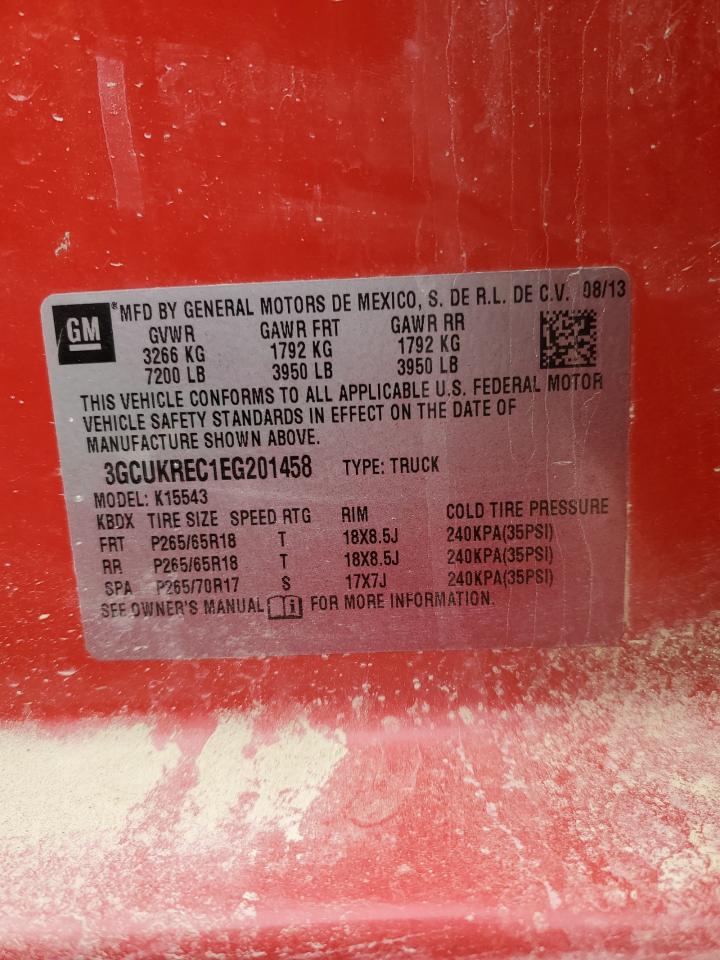 GM *MFD BY GENERAL MOTORS DE MEXICO, S. DE R.L. DE C.V. 08/13
GVWR GAWR FRT GAWR RR
3266 KG 1792 KG 1792 KG
7200 LB 3950 LB 3950 LB
THIS VEHICLE CONFORMS TO ALL APPLICABLE U.S. FEDERAL MOTOR
VEHICLE SAFETY STANDARDS IN EFFECT ON THE DATE OF
MANUFACTURE SHOWN ABOVE.
3GCUKREC1EG201458 TYPE: TRUCK
MODEL: K15543
KBDX TIRE SIZE SPEED RTG RIM COLD TIRE PRESSURE
FRT P265/65R18 T 18X8.5J 240KPA(35PSI)
RR P265/65R18 T 18X8.5J 240KPA(35PSI)
SPA P265/70R17 S 17X7J 240KPA(35PSI)
SEE OWNER'S MANUAL FOR MORE INFORMATION.